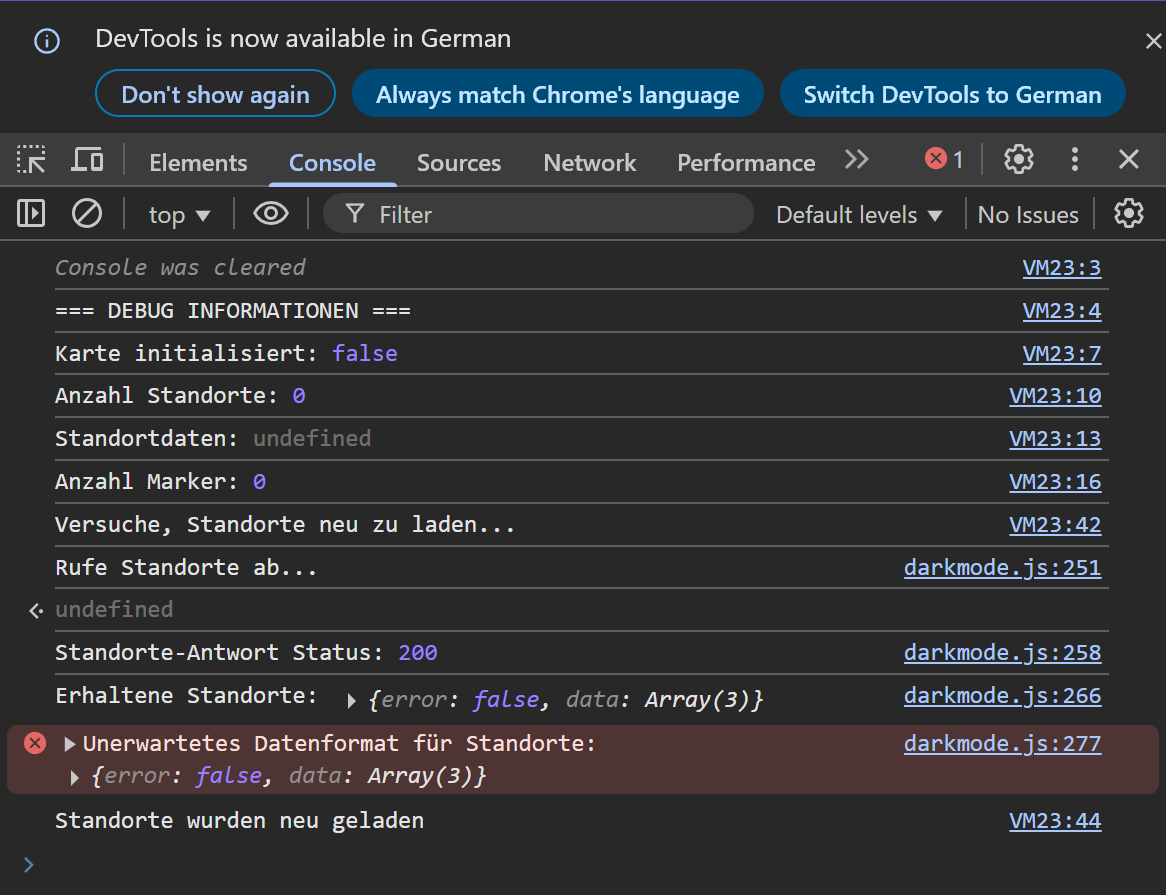 DevTools is now available in German
Don't show again Always match Chrome's language Switch DevTools to German
Elements Console Sources Network Performance 1
top Filter Default levels No Issues
Console was cleared VM23:3
=== DEBUG INFORMATIONEN === VM23:4
Karte initialisiert: false VM23:7
Anzahl Standorte: 0 VM23:10
Standortdaten: undefined VM23:13
Anzahl Marker: 0 VM23:16
Versuche, Standorte neu zu laden... VM23:42
Rufe Standorte ab... darkmode.js:251
undefined
Standorte-Antwort Status: 200 darkmode.js:258
Erhaltene Standorte: {error: false, data: Array(3)} darkmode.js:266
Unerwartetes Datenformat für Standorte: darkmode.js:277
{error: false, data: Array(3)}
Standorte wurden neu geladen VM23:44